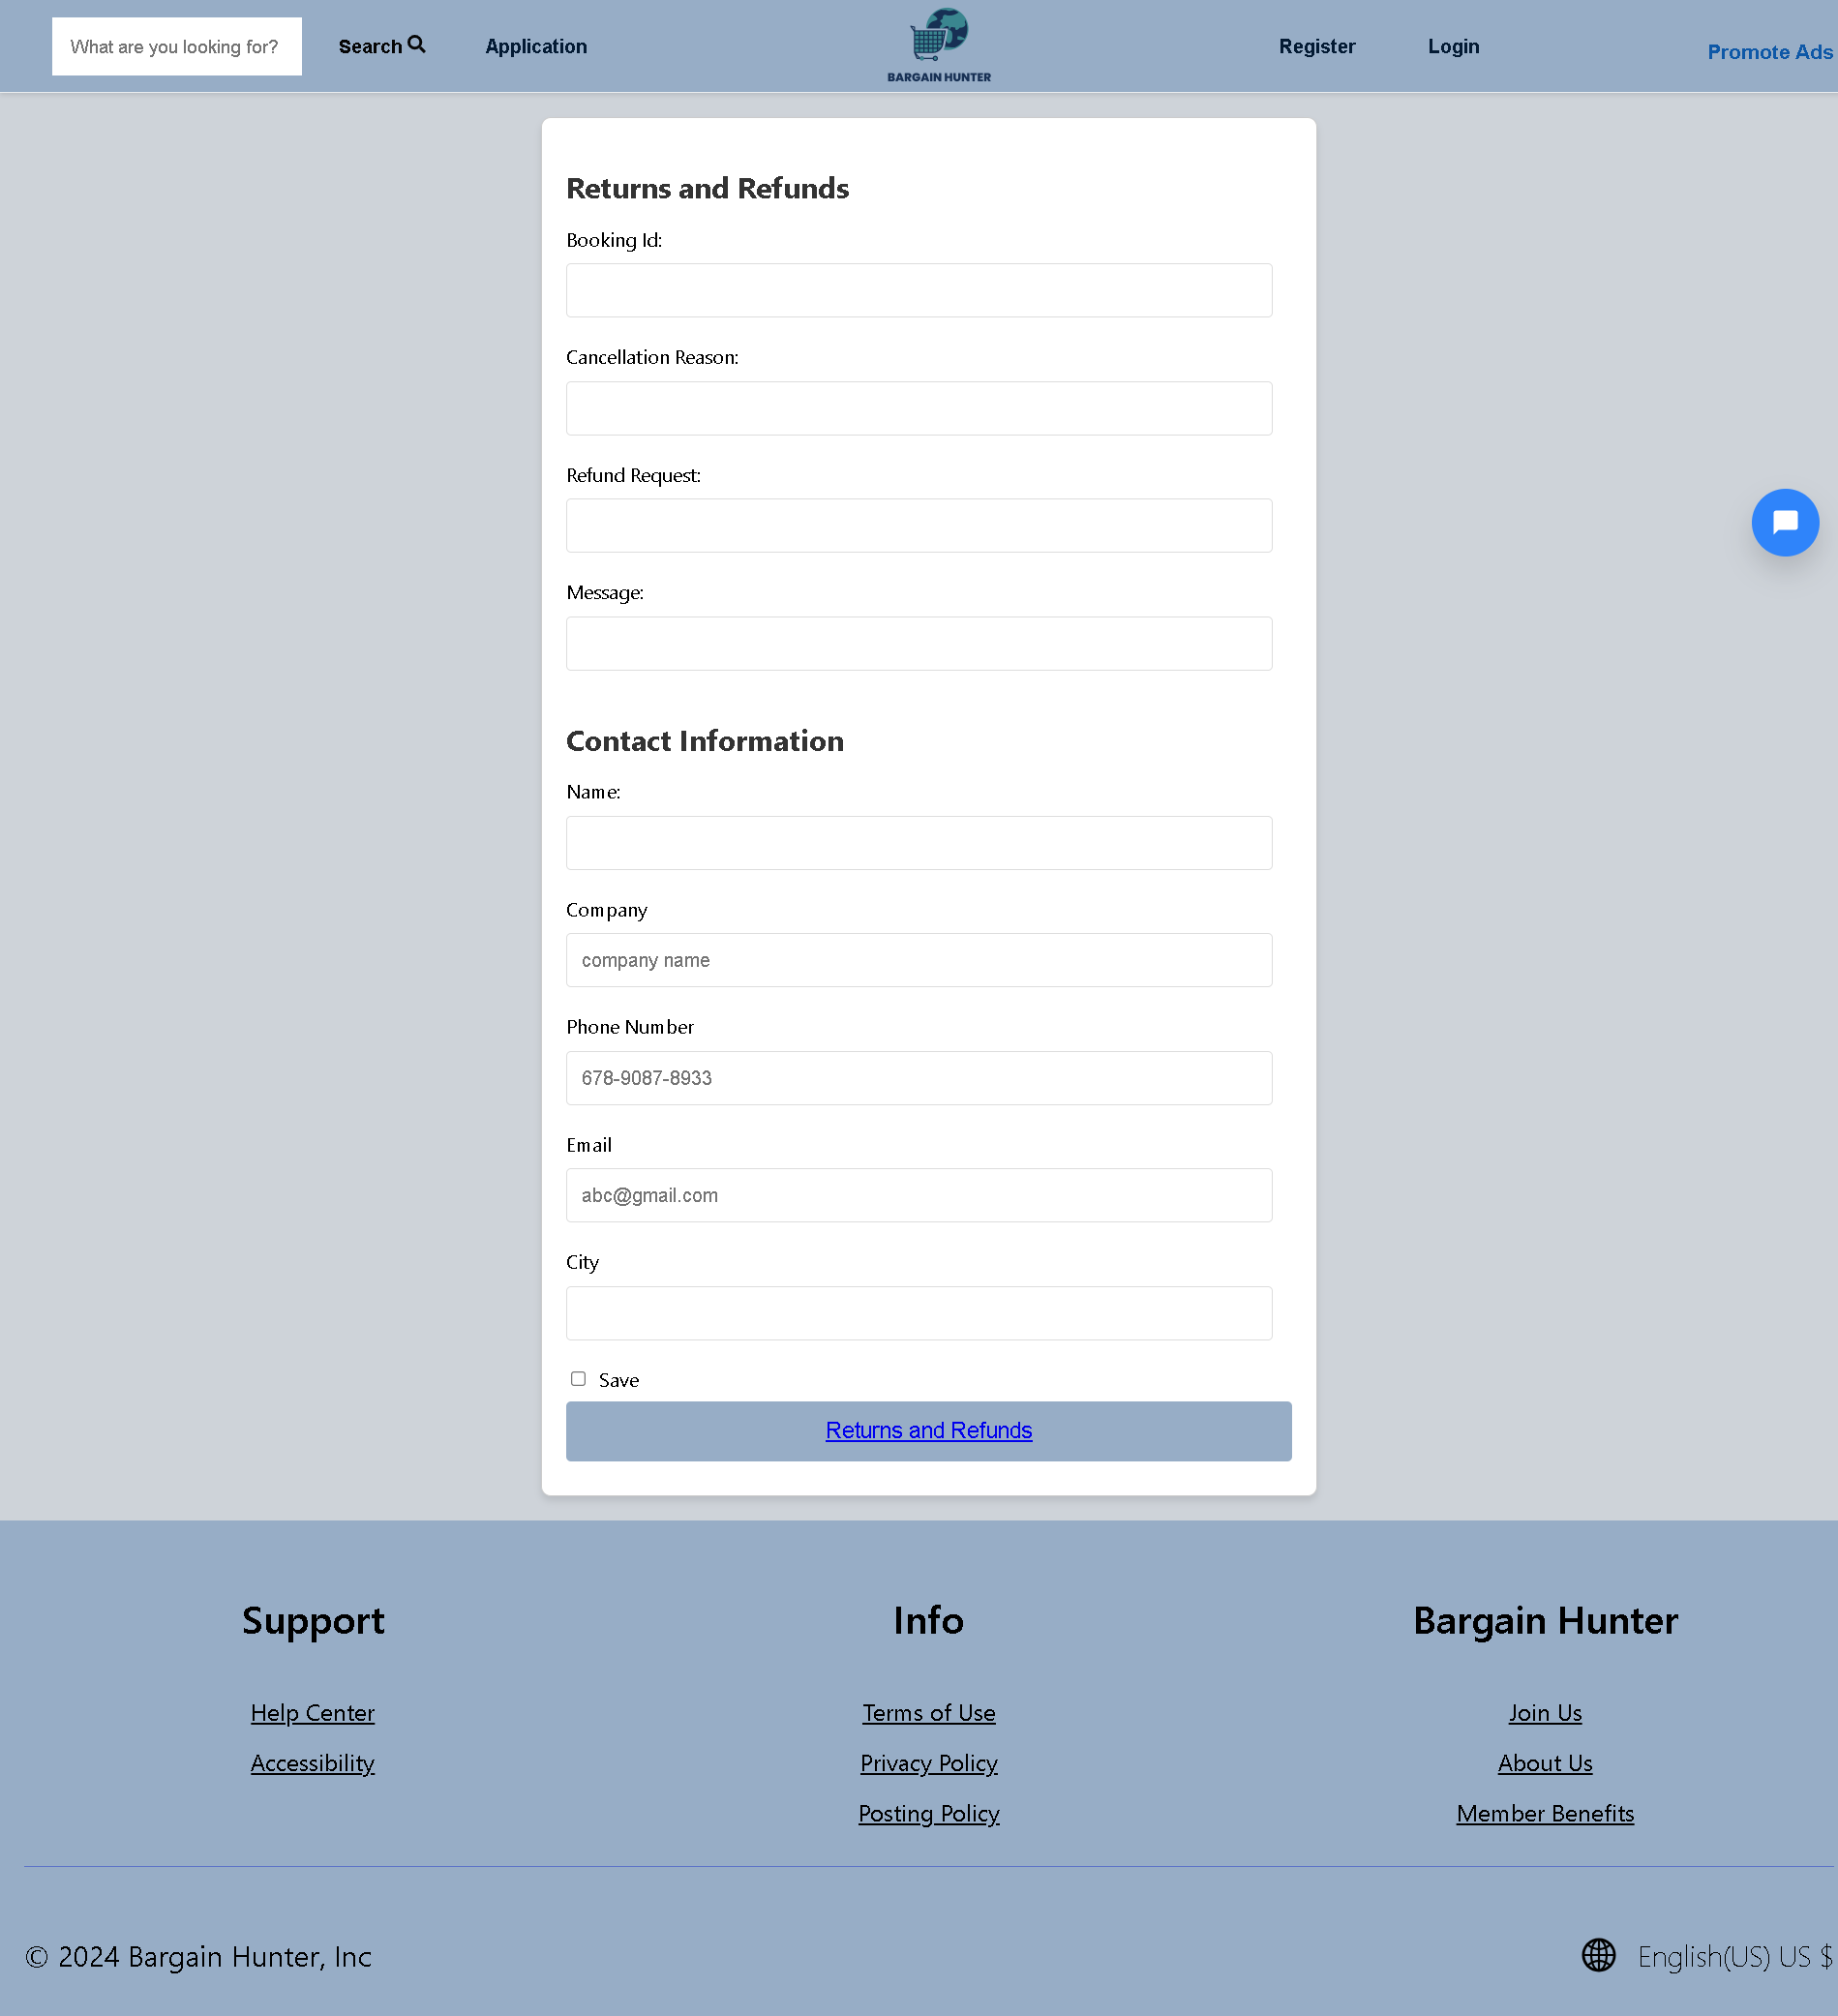 What are you looking for?
Search
Application
BARGAIN HUNTER
Register
Login
Promote Ads
Returns and Refunds
Booking Id:
Cancellation Reason:
Refund Request:
Message:
Contact Information
Name:
Company
company name
Phone Number
678-9087-8933
Email
abc@gmail.com
City
Save
Returns and Refunds
Support
Help Center
Accessibility
Info
Terms of Use
Privacy Policy
Posting Policy
Bargain Hunter
Join Us
About Us
Member Benefits
© 2024 Bargain Hunter, Inc
English(US) US $